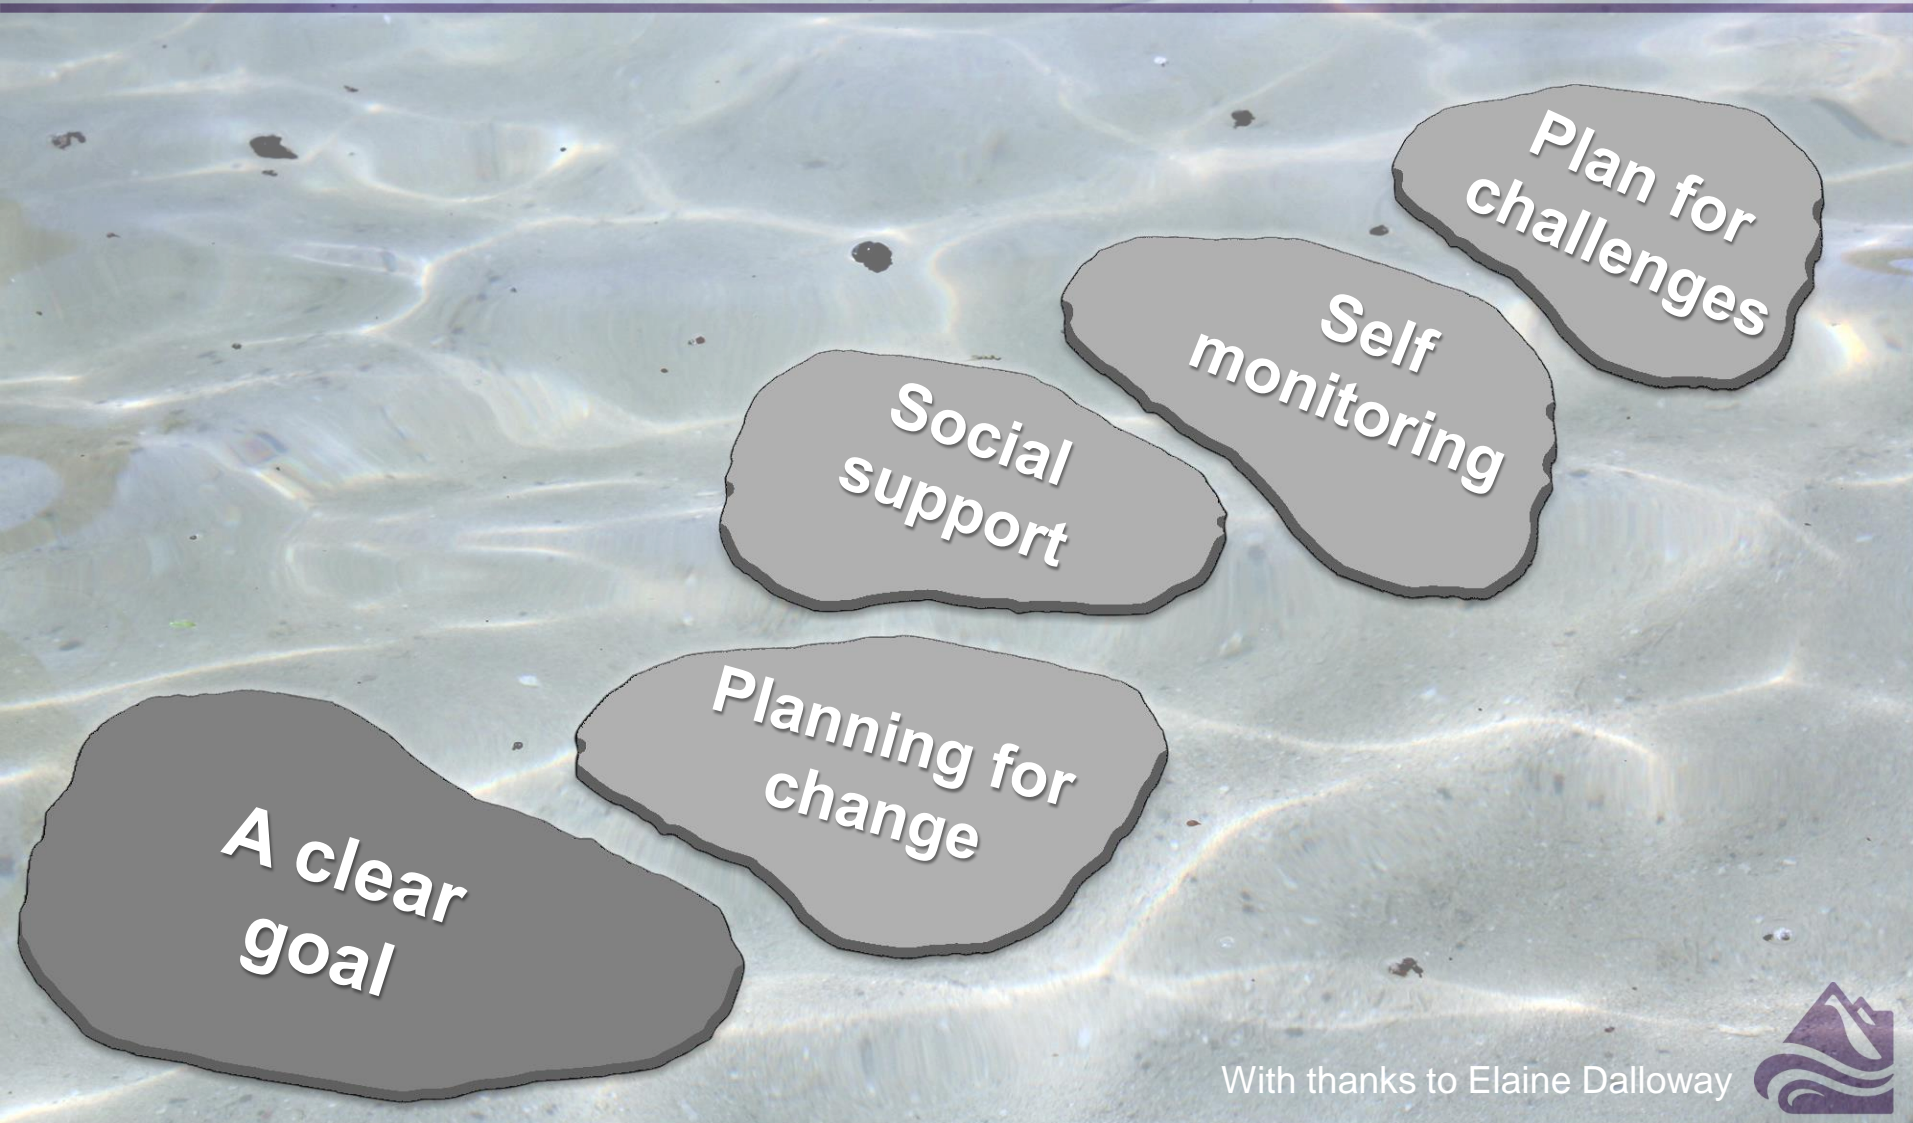 Plan for
challenges
Self
monitoring
Social
support
Planning for
change
A clear
goal
With thanks to Elaine Dalloway